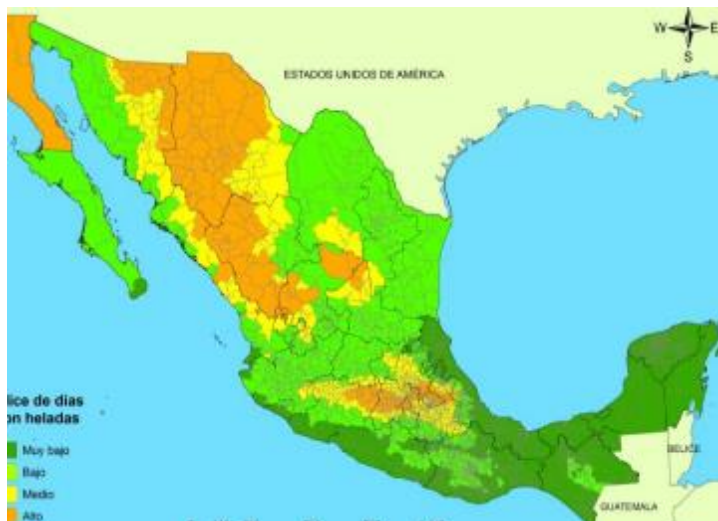 W
E
S
ESTADOS UNIDOS DE AMÉRICA
BELICE
GUATEMALA
lice de días
on heladas
Muy bajo
Bajo
Medio
Alto